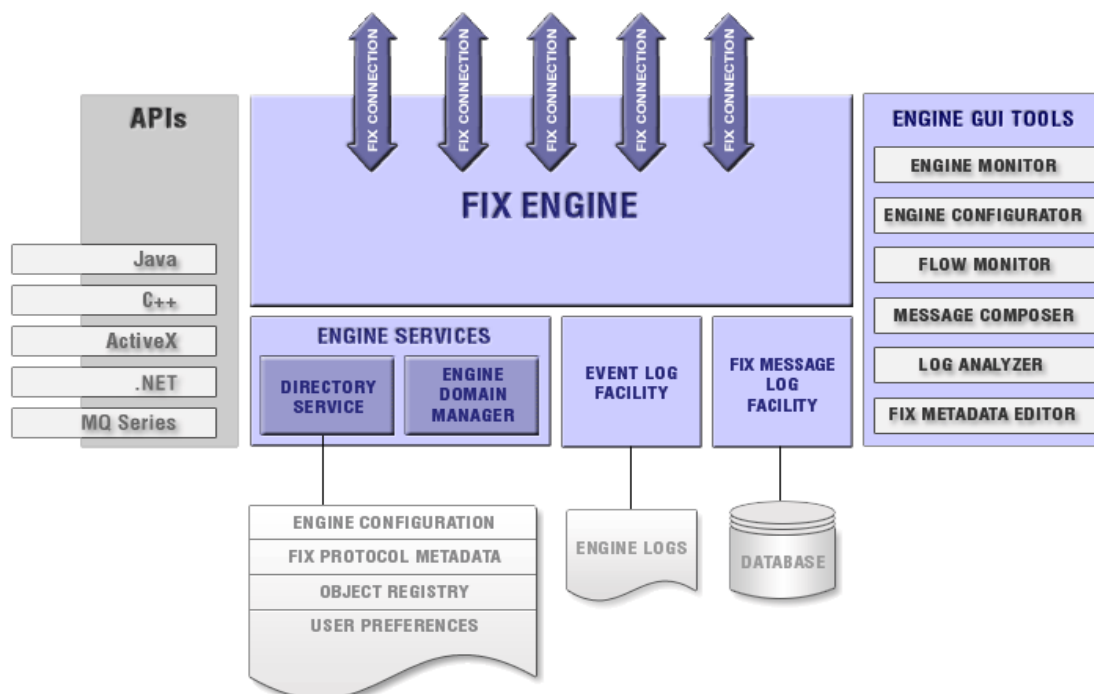 FIX CONNECTION
FIX CONNECTION
FIX CONNECTION
FIX CONNECTION
FIX CONNECTION
APIs
Java
C++
ActiveX
.NET
MQ Series
FIX ENGINE
ENGINE SERVICES
DIRECTORY
SERVICE
ENGINE
DOMAIN
MANAGER
EVENT LOG
FACILITY
FIX MESSAGE
LOG
FACILITY
ENGINE GUI TOOLS
ENGINE MONITOR
ENGINE CONFIGURATOR
FLOW MONITOR
MESSAGE COMPOSER
LOG ANALYZER
FIX METADATA EDITOR
ENGINE CONFIGURATION
FIX PROTOCOL METADATA
OBJECT REGISTRY
USER PREFERENCES
ENGINE LOGS
DATABASE